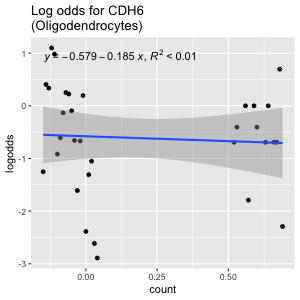 Log odds for CDH6
(Oligodendrocytes)
y = −0.579 − 0.185 x, R² < 0.01
1
0
-1
-2
-3
logodds
0.00
0.25
0.50
count